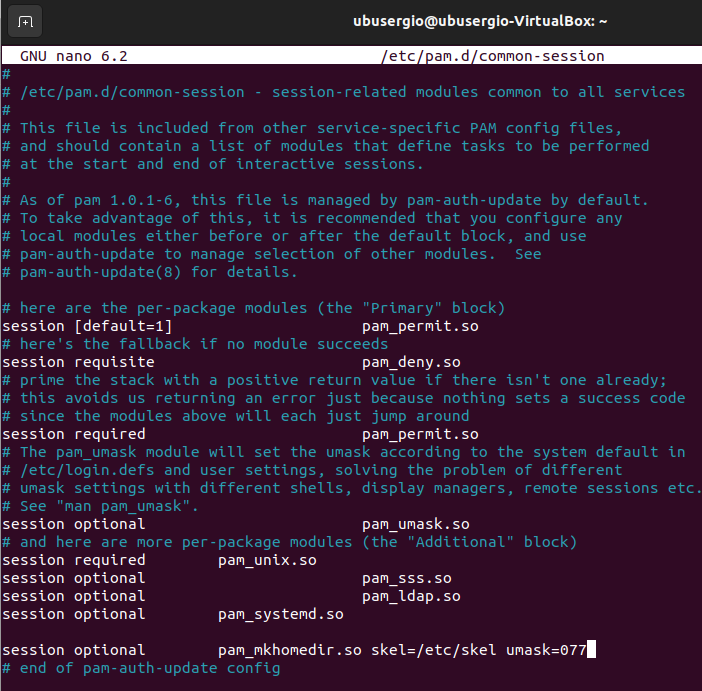 ubusergio@ubusergio-VirtualBox: ~
GNU nano 6.2 /etc/pam.d/common-session
#
# /etc/pam.d/common-session - session-related modules common to all services
#
# This file is included from other service-specific PAM config files,
# and should contain a list of modules that define tasks to be performed
# at the start and end of interactive sessions.
#
# As of pam 1.0.1-6, this file is managed by pam-auth-update by default.
# To take advantage of this, it is recommended that you configure any
# local modules either before or after the default block, and use
# pam-auth-update to manage selection of other modules.  See
# pam-auth-update(8) for details.
# here are the per-package modules (the "Primary" block)
session [default=1] pam_permit.so
# here's the fallback if no module succeeds
session requisite pam_deny.so
# prime the stack with a positive return value if there isn't one already;
# this avoids us returning an error just because nothing sets a success code
# since the modules above will each just jump around
session required pam_permit.so
# The pam_umask module will set the umask according to the system default in
# /etc/login.defs and user settings, solving the problem of different
# umask settings with different shells, display managers, remote sessions etc.
# See "man pam_umask".
session optional pam_umask.so
# and here are more per-package modules (the "Additional" block)
session required pam_unix.so
session optional pam_sss.so
session optional pam_ldap.so
session optional pam_systemd.so
session optional pam_mkhomedir.so skel=/etc/skel umask=077
# end of pam-auth-update config